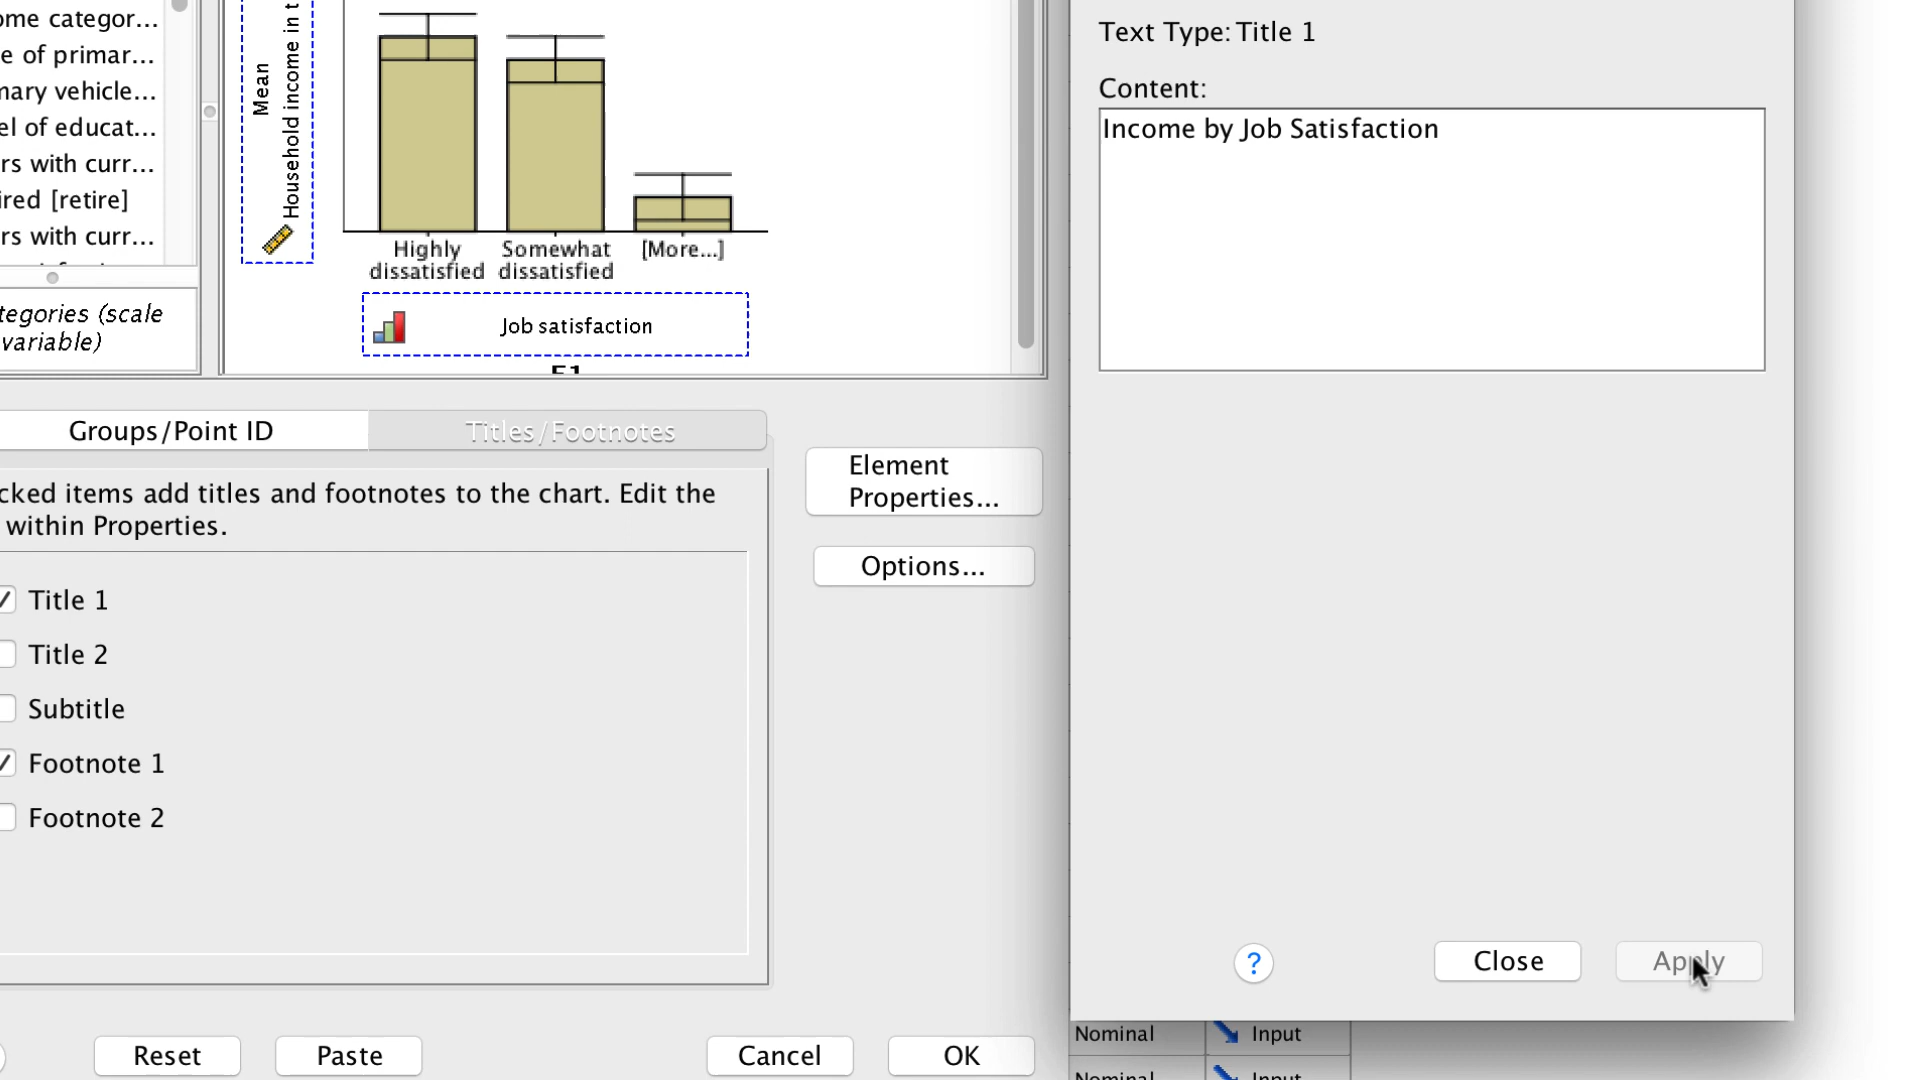 ome categor...
e of primar...
mary vehicle...
el of educat...
rs with curr...
ired [retire]
rs with curr...
tegories (scale
variable)
Mean
Household income in t
Highly
dissatisfied
Somewhat
dissatisfied
[More...]
Job satisfaction
Groups/Point ID
Titles/Footnotes
cked items add titles and footnotes to the chart. Edit the
within Properties.
Title 1
Title 2
Subtitle
Footnote 1
Footnote 2
Element
Properties...
Options...
Reset
Paste
Cancel
OK
Text Type: Title 1
Content:
Income by Job Satisfaction
?
Close
Apply
Nominal
Input
Nominal
Input